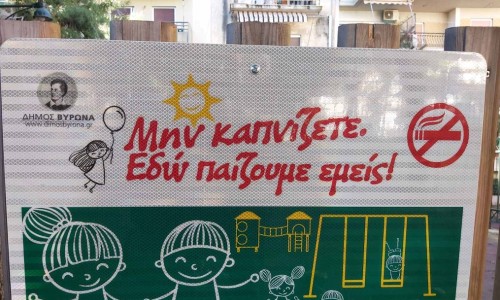 ΔΗΜΟΣ ΒΥΡΩΝΑ
www.dimosbyrona.gr
Μην καπνίζετε.
Εδώ παίζουμε εμείς!